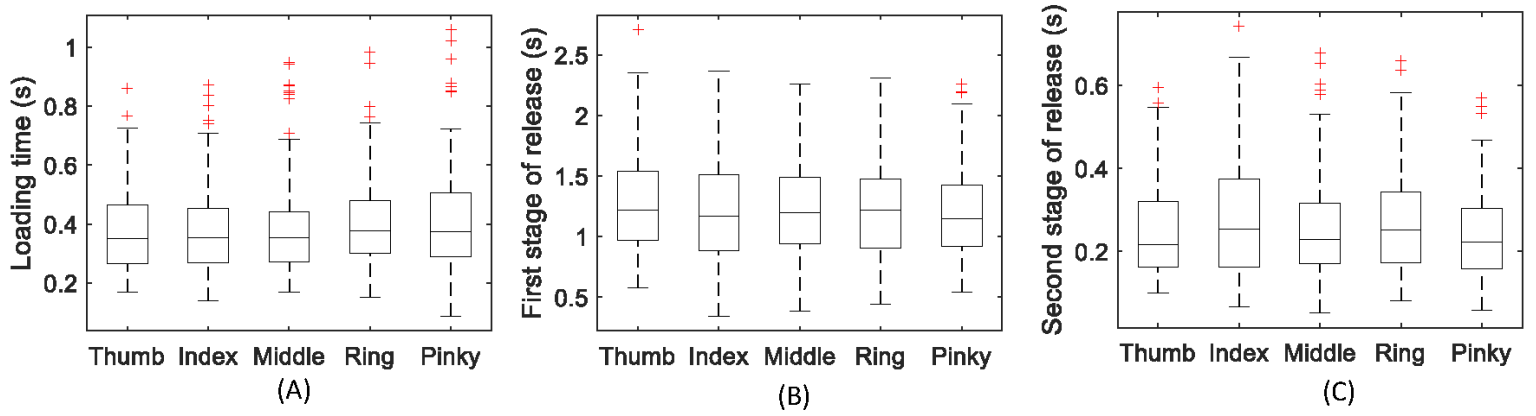 Loading time (s)
1
0.8
0.6
0.4
0.2
Thumb Index Middle Ring Pinky
(A)
First stage of release (s)
2.5
2
1.5
1
0.5
Thumb Index Middle Ring Pinky
(B)
Second stage of release (s)
0.6
0.4
0.2
Thumb Index Middle Ring Pinky
(C)